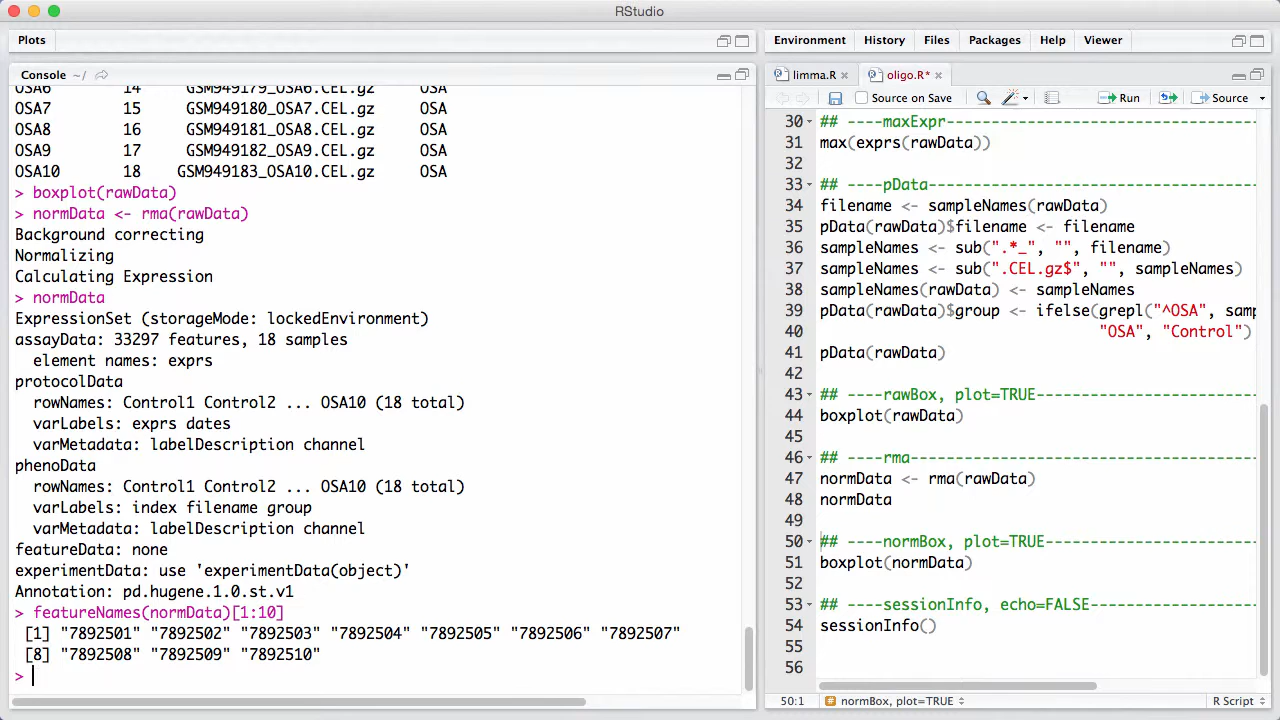 RStudio
Plots
Console ~/
OSA6 14 GSM949179_OSA6.CEL.gz OSA
OSA7 15 GSM949180_OSA7.CEL.gz OSA
OSA8 16 GSM949181_OSA8.CEL.gz OSA
OSA9 17 GSM949182_OSA9.CEL.gz OSA
OSA10 18 GSM949183_OSA10.CEL.gz OSA
> boxplot(rawData)
> normData <- rma(rawData)
Background correcting
Normalizing
Calculating Expression
> normData
ExpressionSet (storageMode: lockedEnvironment)
assayData: 33297 features, 18 samples
element names: exprs
protocolData
rowNames: Control1 Control2 ... OSA10 (18 total)
varLabels: exprs dates
varMetadata: labelDescription channel
phenoData
rowNames: Control1 Control2 ... OSA10 (18 total)
varLabels: index filename group
varMetadata: labelDescription channel
featureData: none
experimentData: use 'experimentData(object)'
Annotation: pd.hugene.1.0.st.v1
> featureNames(normData)[1:10]
[1] "7892501" "7892502" "7892503" "7892504" "7892505" "7892506" "7892507"
[8] "7892508" "7892509" "7892510"
>
Environment History Files Packages Help Viewer
limma.R oligo.R*
Source on Save Run Source
30 ## ----maxExpr-----------------------------------
31 max(exprs(rawData))
32
33 ## ----pData-------------------------------------
34 filename <- sampleNames(rawData)
35 pData(rawData)$filename <- filename
36 sampleNames <- sub(".*_", "", filename)
37 sampleNames <- sub(".CEL.gz$", "", sampleNames)
38 sampleNames(rawData) <- sampleNames
39 pData(rawData)$group <- ifelse(grepl("^OSA", samp
40 "OSA", "Control")
41 pData(rawData)
42
43 ## ----rawBox, plot=TRUE-------------------------
44 boxplot(rawData)
45
46 ## ----rma---------------------------------------
47 normData <- rma(rawData)
48 normData
49
50 ## ----normBox, plot=TRUE------------------------
51 boxplot(normData)
52
53 ## ----sessionInfo, echo=FALSE-------------------
54 sessionInfo()
55
56
50:1 # normBox, plot=TRUE R Script